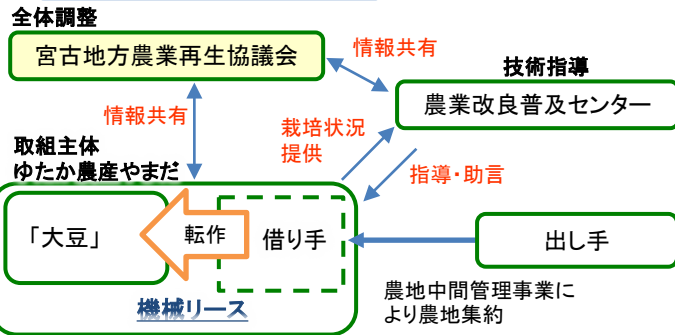 全体調整
宮古地方農業再生協議会
情報共有
技術指導
農業改良普及センター
情報共有
栽培状況
提供
取組主体
ゆたか農産やまだ
指導・助言
「大豆」
転作
借り手
出し手
機械リース
農地中間管理事業に
より農地集約